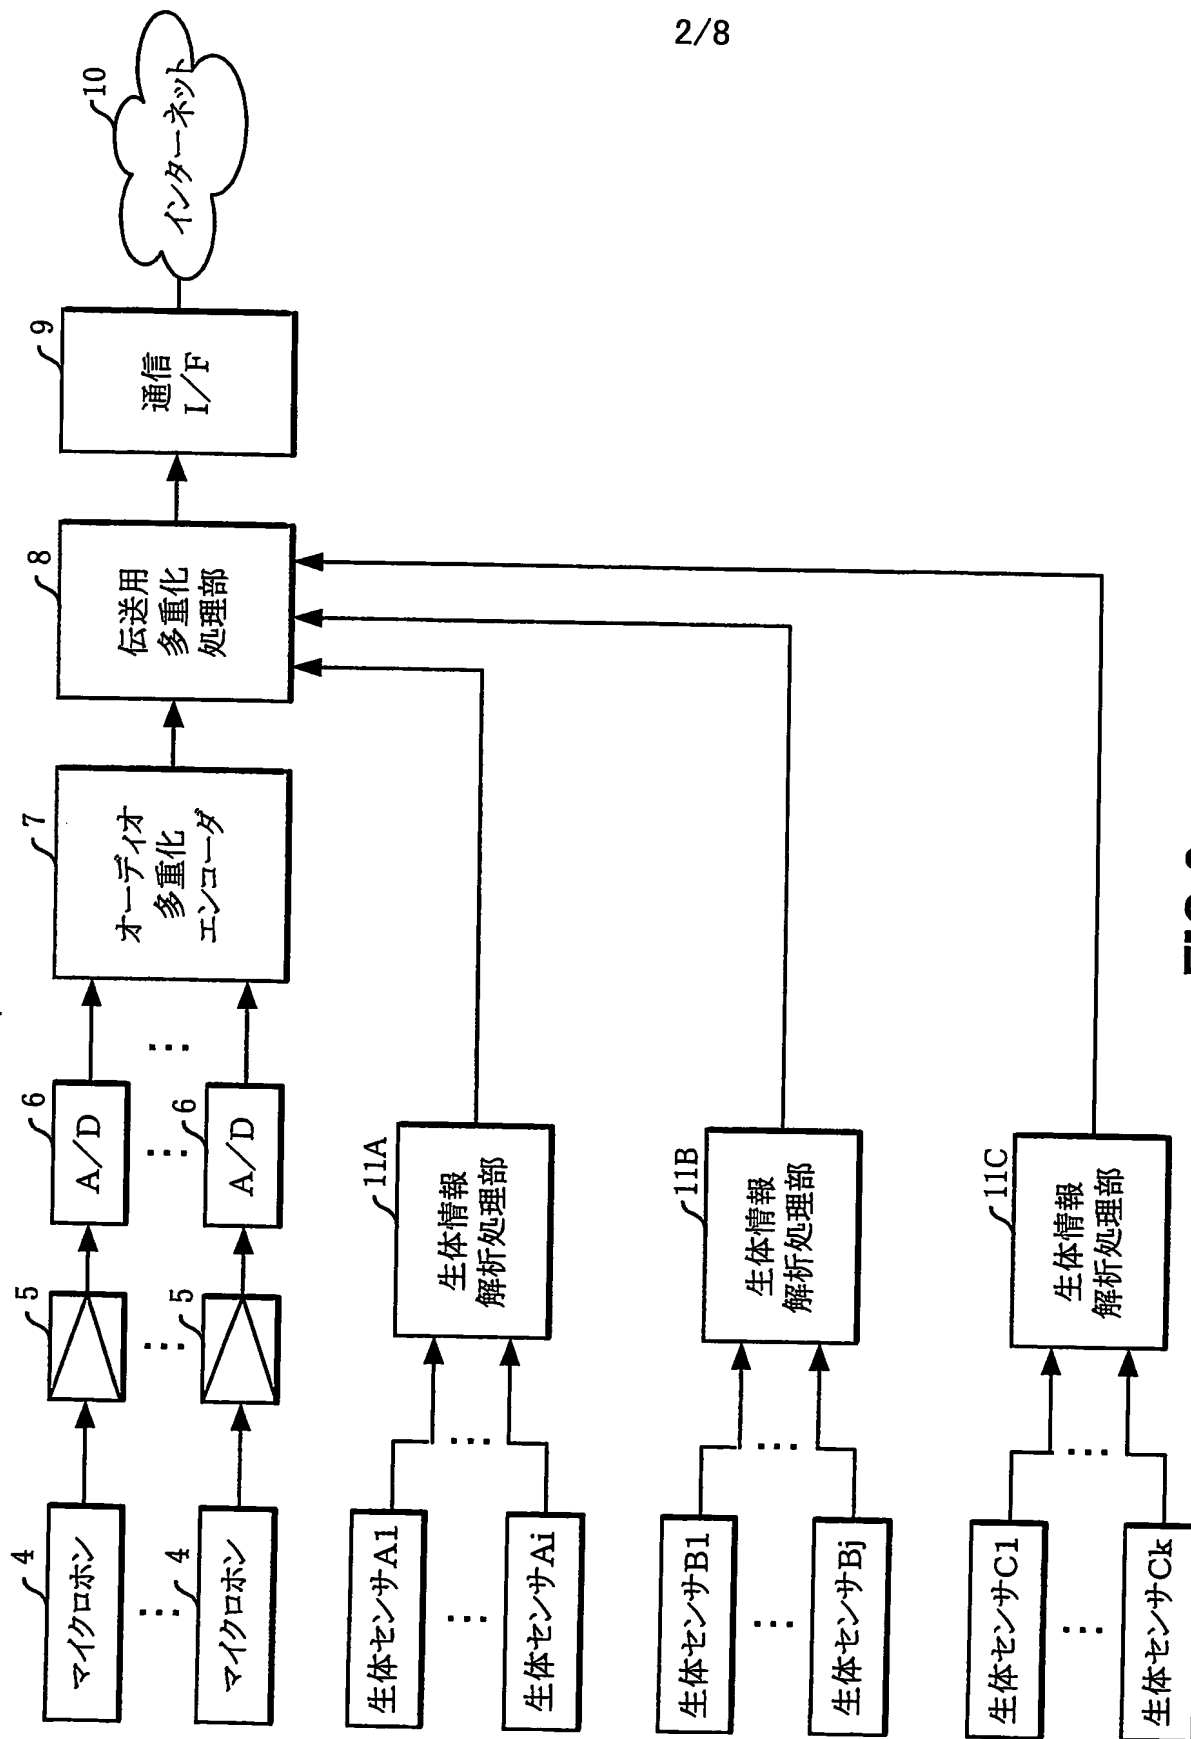 2/8
4
マイクロホン
5
6
A/D
7
オーディオ
多重化
エンコーダ
8
伝送用
多重化
処理部
9
通信
I/F
10
インターネット
4
マイクロホン
5
6
A/D
生体センサA1
生体センサAi
11A
生体情報
解析処理部
生体センサB1
生体センサBj
11B
生体情報
解析処理部
生体センサC1
生体センサCk
11C
生体情報
解析処理部